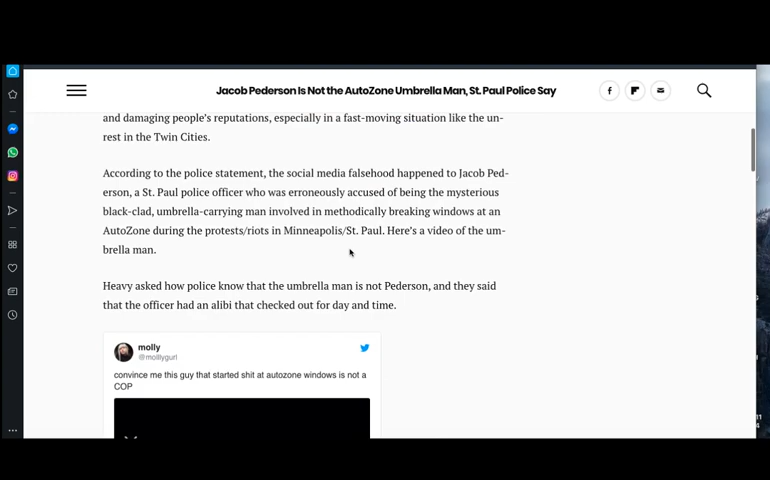 Jacob Pederson Is Not the AutoZone Umbrella Man, St. Paul Police Say
and damaging people's reputations, especially in a fast-moving situation like the un-
rest in the Twin Cities.
According to the police statement, the social media falsehood happened to Jacob Ped-
erson, a St. Paul police officer who was erroneously accused of being the mysterious
black-clad, umbrella-carrying man involved in methodically breaking windows at an
AutoZone during the protests/riots in Minneapolis/St. Paul. Here's a video of the um-
brella man.
Heavy asked how police know that the umbrella man is not Pederson, and they said
that the officer had an alibi that checked out for day and time.
molly
@molllygurl
convince me this guy that started shit at autozone windows is not a
COP